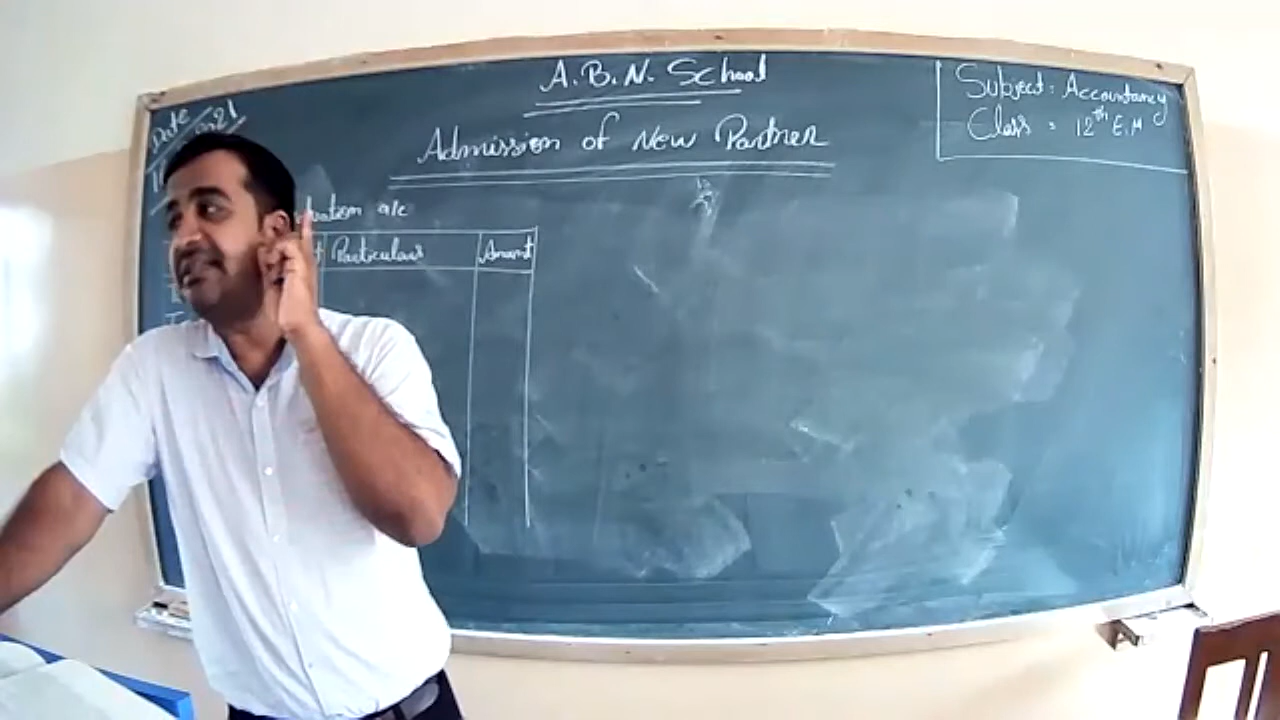 A.B.N. School
Subject: Accountancy
Class = 12th E.M
Date
Admission of New Partner
a/c
Particulars Amount